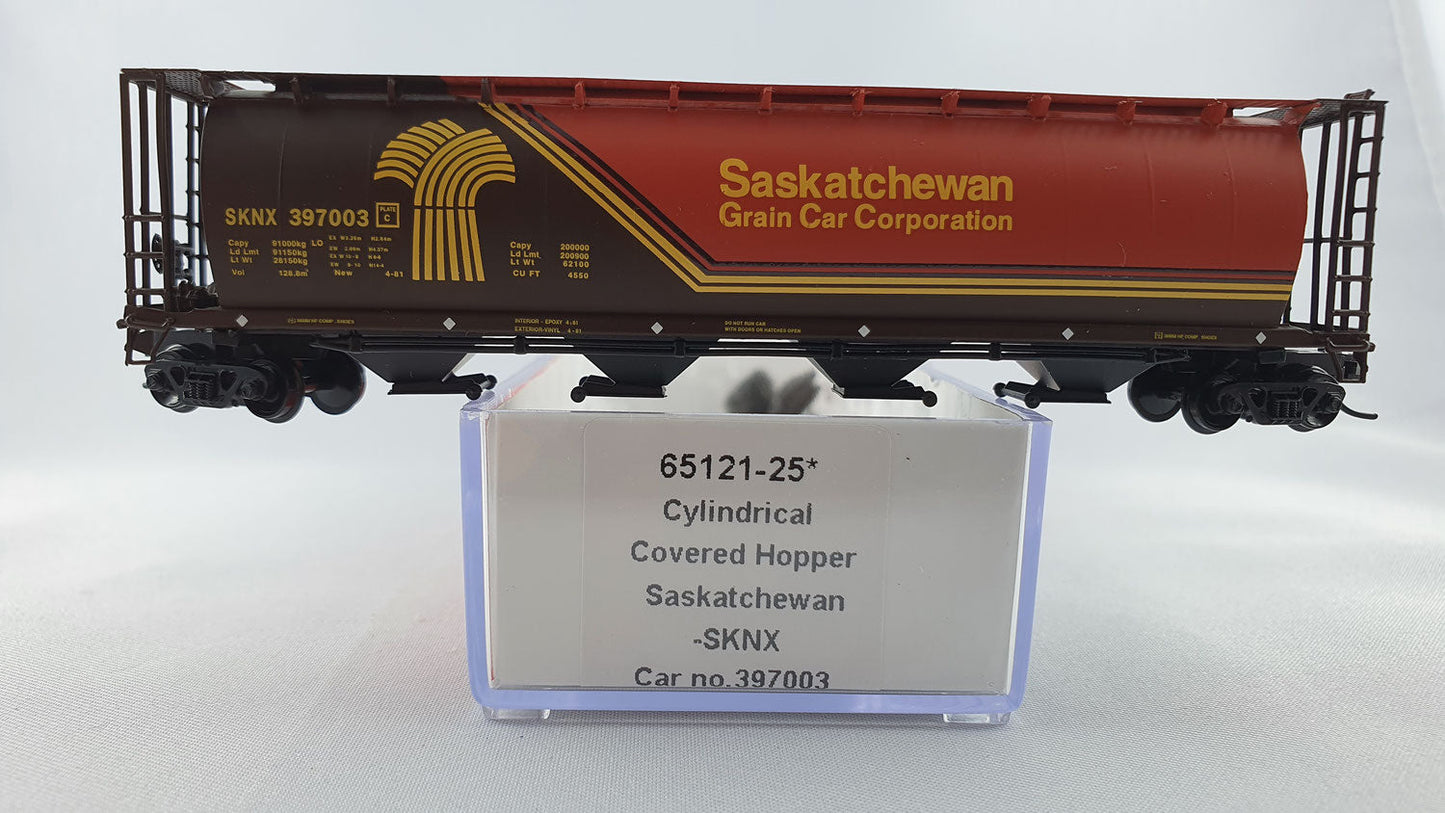 Saskatchewan
Grain Car Corporation
SKNX 397003
PLATE
C
Capy 91000kg LO
Ld Lmt 91150kg
Lt Wt 28150kg
Vol 128.8m³ New 4-81
Capy 200000
Ld Lmt 200900
Lt Wt 62100
CU FT 4550
INTERIOR - EPOXY 4-81
EXTERIOR-VINYL 4-81
DO NOT RUN CAR
WITH DOORS OR HATCHES OPEN
65121-25*
Cylindrical
Covered Hopper
Saskatchewan
-SKNX
Car no.397003